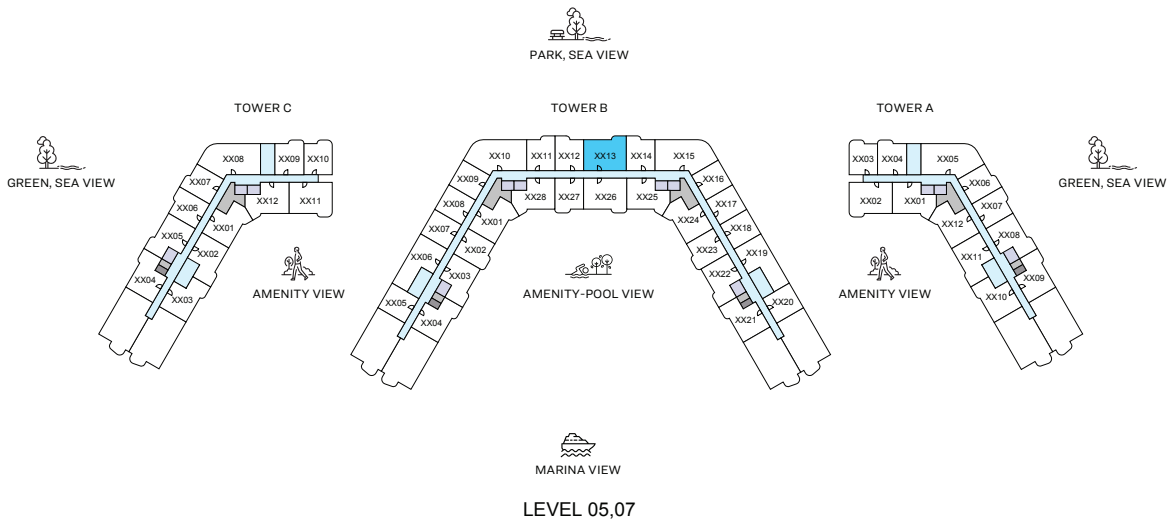 PARK, SEA VIEW
TOWER C
TOWER B
TOWER A
GREEN, SEA VIEW
GREEN, SEA VIEW
XX08
XX09
XX10
XX07
XX06
XX05
XX04
XX12
XX11
XX01
XX02
XX03
XX10
XX11
XX12
XX13
XX14
XX15
XX09
XX08
XX07
XX06
XX05
XX28
XX27
XX26
XX25
XX01
XX02
XX03
XX04
XX16
XX17
XX18
XX19
XX20
XX24
XX23
XX22
XX21
XX03
XX04
XX05
XX02
XX01
XX06
XX07
XX08
XX09
XX12
XX11
XX10
AMENITY VIEW
AMENITY-POOL VIEW
AMENITY VIEW
MARINA VIEW
LEVEL 05,07